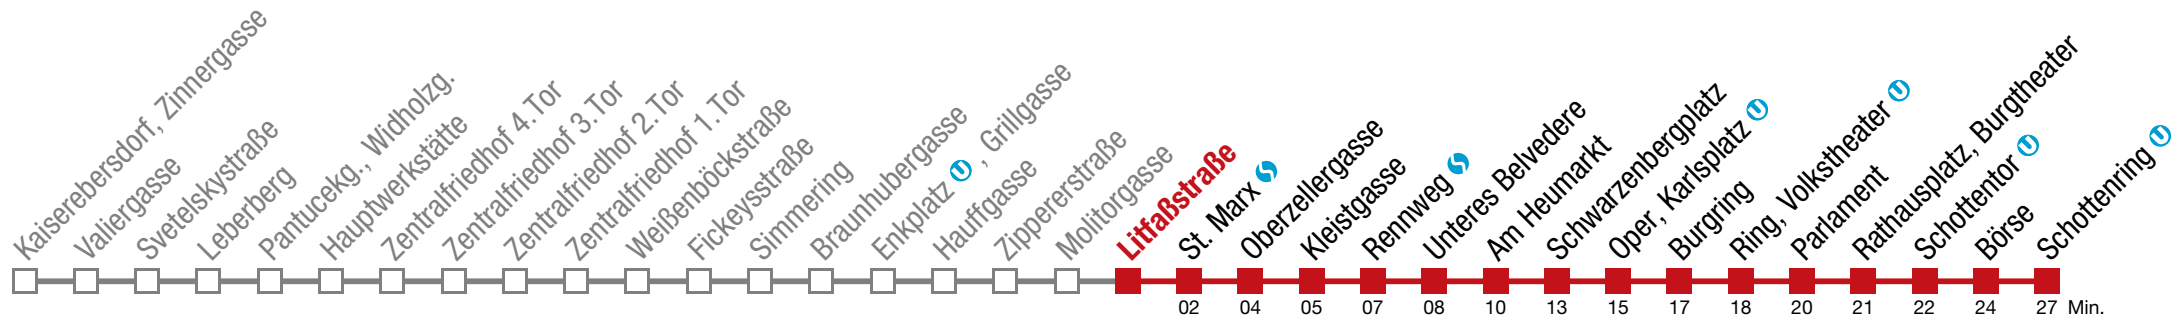 Kaiserebersdorf, Zinnergasse
Valiergasse
Svetelskystraße
Leberberg
Pantucekg., Widholzg.
Hauptwerkstätte
Zentralfriedhof 4.Tor
Zentralfriedhof 3.Tor
Zentralfriedhof 2.Tor
Zentralfriedhof 1.Tor
Weißenböckstraße
Fickeysstraße
Simmering
Braunhubergasse
Enkplatz U , Grillgasse
Hauffgasse
Zippererstraße
Molitorgasse
Litfaßstraße
St. Marx S
Oberzellergasse
Kleistgasse
Rennweg S
Unteres Belvedere
Am Heumarkt
Schwarzenbergplatz
Oper, Karlsplatz U
Burgring
Ring, Volkstheater U
Parlament
Rathausplatz, Burgtheater
Schottentor U
Börse
Schottenring U
02 04 05 07 08 10 13 15 17 18 20 21 22 24 27 Min.